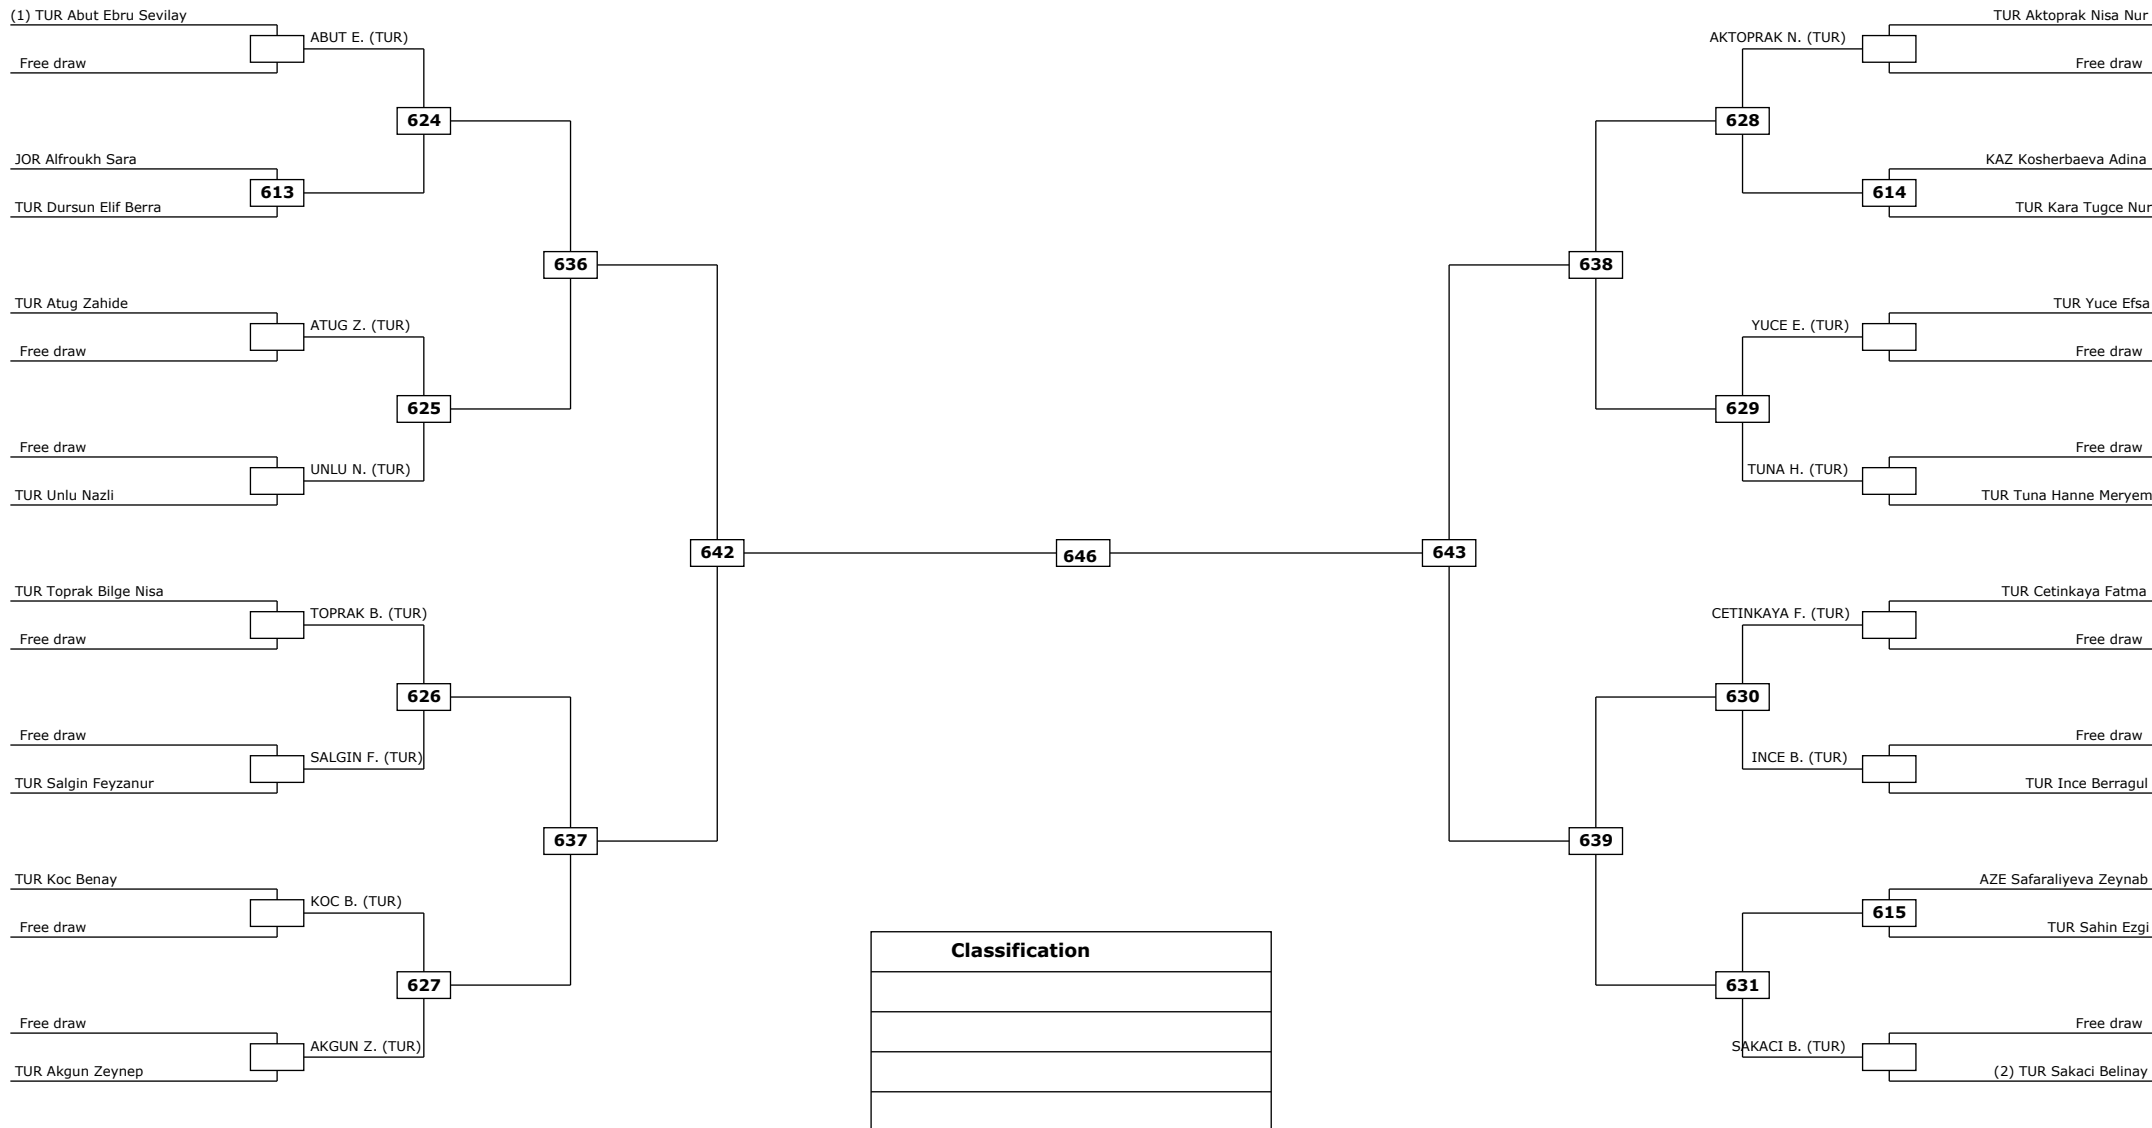 (1) TUR Abut Ebru Sevilay
ABUT E. (TUR)
Free draw
624
JOR Alfroukh Sara
613
TUR Dursun Elif Berra
636
TUR Atug Zahide
ATUG Z. (TUR)
Free draw
625
Free draw
UNLU N. (TUR)
TUR Unlu Nazli
642
TUR Toprak Bilge Nisa
TOPRAK B. (TUR)
Free draw
626
Free draw
SALGIN F. (TUR)
TUR Salgin Feyzanur
637
TUR Koc Benay
KOC B. (TUR)
Free draw
627
Free draw
AKGUN Z. (TUR)
TUR Akgun Zeynep
646
Classification
TUR Aktoprak Nisa Nur
AKTOPRAK N. (TUR)
Free draw
628
KAZ Kosherbaeva Adina
614
TUR Kara Tugce Nur
638
TUR Yuce Efsa
YUCE E. (TUR)
Free draw
629
Free draw
TUNA H. (TUR)
TUR Tuna Hanne Meryem
643
TUR Cetinkaya Fatma
CETINKAYA F. (TUR)
Free draw
630
Free draw
INCE B. (TUR)
TUR Ince Berragul
639
AZE Safaraliyeva Zeynab
615
TUR Sahin Ezgi
631
Free draw
SAKACI B. (TUR)
(2) TUR Sakaci Belinay